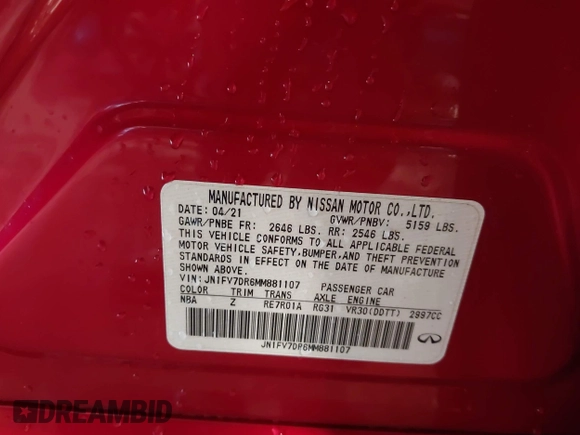 MANUFACTURED BY NISSAN MOTOR CO.,LTD.
DATE: 04/21 GVWR/PNBV: 5159 LBS.
GAWR/PNBE FR: 2646 LBS. RR: 2546 LBS.
THIS VEHICLE CONFORMS TO ALL APPLICABLE FEDERAL
MOTOR VEHICLE SAFETY, BUMPER, AND THEFT PREVENTION
STANDARDS IN EFFECT ON THE DATE OF MANUFACTURE
SHOWN ABOVE.
VIN: JN1FV7DR6MM881107 PASSENGER CAR
COLOR TRIM TRANS AXLE ENGINE
NBA Z RE7R01A RG31 VR30(DDTT) 2997CC
INFINITI
JN1FV7DR6MM881107
DREAMBID